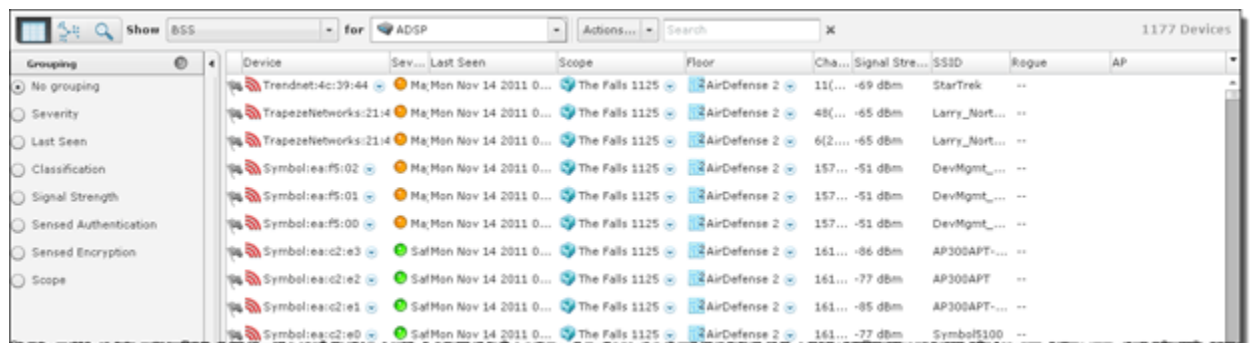 Show BSS for ADSP Actions... Search x 1177 Devices
Grouping Device Sev... Last Seen Scope Floor Cha... Signal Stre... SSID Rogue AP
No grouping Trendnet:4c:39:44 Ma Mon Nov 14 2011 0... The Falls 1125 AirDefense 2 11(... -69 dBm StarTrek --
Severity TrapezeNetworks:21:4 Ma Mon Nov 14 2011 0... The Falls 1125 AirDefense 2 48(... -65 dBm Larry_Nort... --
Last Seen TrapezeNetworks:21:4 Ma Mon Nov 14 2011 0... The Falls 1125 AirDefense 2 6(2... -65 dBm Larry_Nort... --
Classification Symbol:ea:f5:02 Ma Mon Nov 14 2011 0... The Falls 1125 AirDefense 2 157... -51 dBm DevMgmt_... --
Signal Strength Symbol:ea:f5:01 Ma Mon Nov 14 2011 0... The Falls 1125 AirDefense 2 157... -51 dBm DevMgmt_... --
Sensed Authentication Symbol:ea:f5:00 Ma Mon Nov 14 2011 0... The Falls 1125 AirDefense 2 157... -51 dBm DevMgmt_... --
Sensed Encryption Symbol:ea:c2:e3 Saf Mon Nov 14 2011 0... The Falls 1125 AirDefense 2 161... -86 dBm AP300APT-... --
Scope Symbol:ea:c2:e2 Saf Mon Nov 14 2011 0... The Falls 1125 AirDefense 2 161... -77 dBm AP300APT --
Symbol:ea:c2:e1 Saf Mon Nov 14 2011 0... The Falls 1125 AirDefense 2 161... -85 dBm AP300APT-... --
Symbol:ea:c2:e0 Saf Mon Nov 14 2011 0... The Falls 1125 AirDefense 2 161... -77 dBm Symbol5100 --